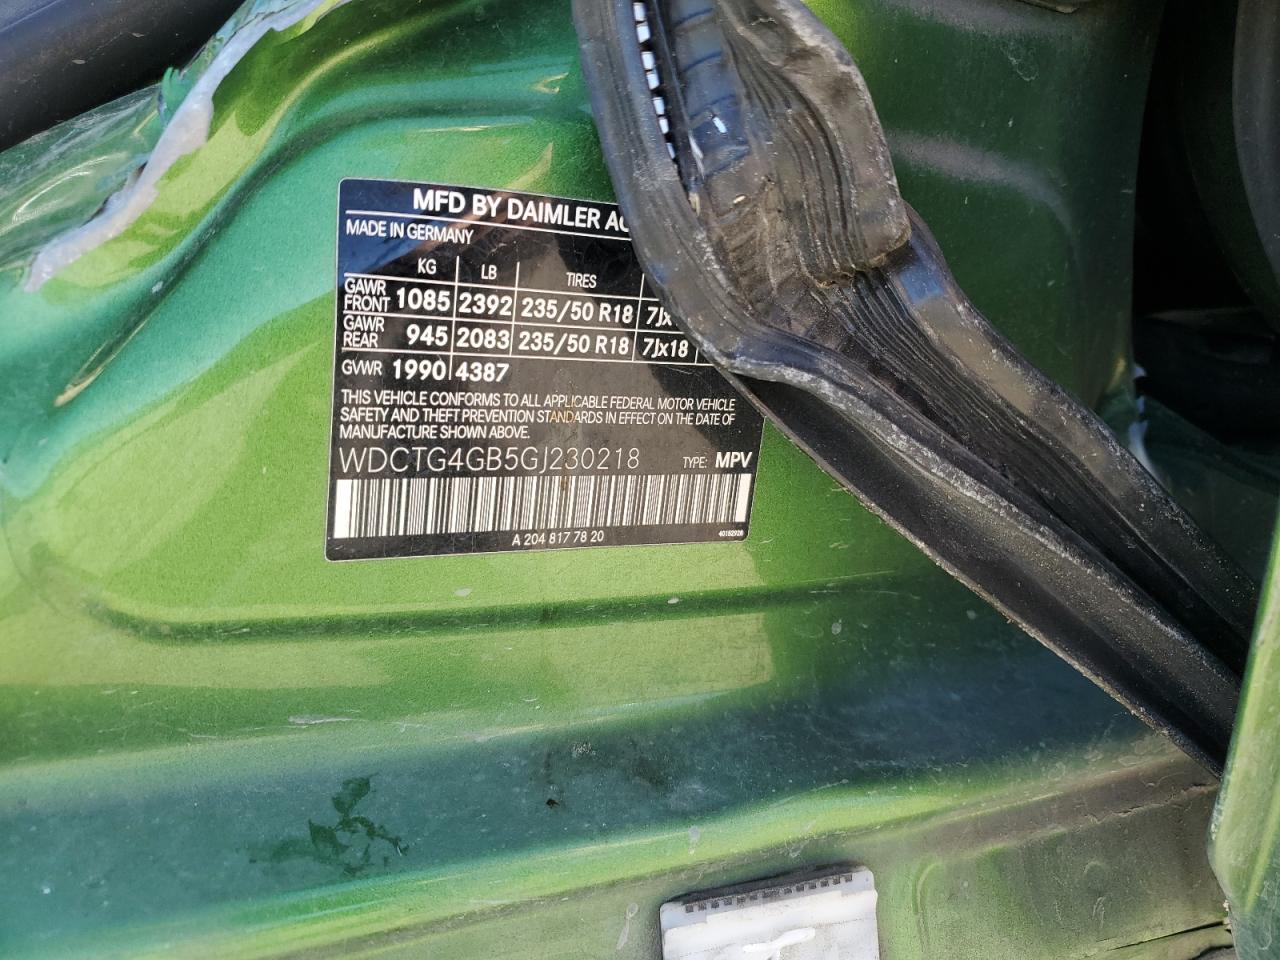 MFD BY DAIMLER AG
MADE IN GERMANY
KG LB TIRES
GAWR FRONT 1085 2392 235/50 R18 7Jx
GAWR REAR 945 2083 235/50 R18 7Jx18
GVWR 1990 4387
THIS VEHICLE CONFORMS TO ALL APPLICABLE FEDERAL MOTOR VEHICLE
SAFETY AND THEFT PREVENTION STANDARDS IN EFFECT ON THE DATE OF
MANUFACTURE SHOWN ABOVE.
WDCTG4GB5GJ230218 TYPE: MPV
A 204 817 78 20 40152928